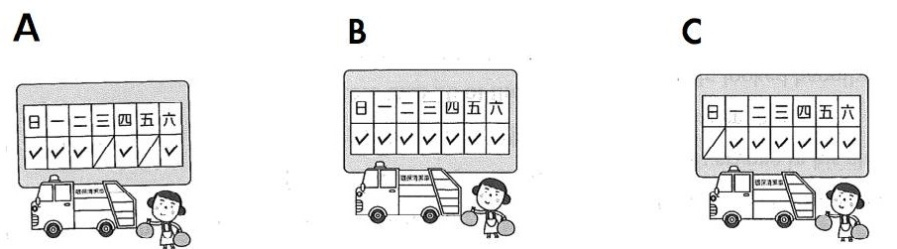 A
日 一 二 三 四 五 六
B
日 一 二 三 四 五 六
C
日 一 二 三 四 五 六